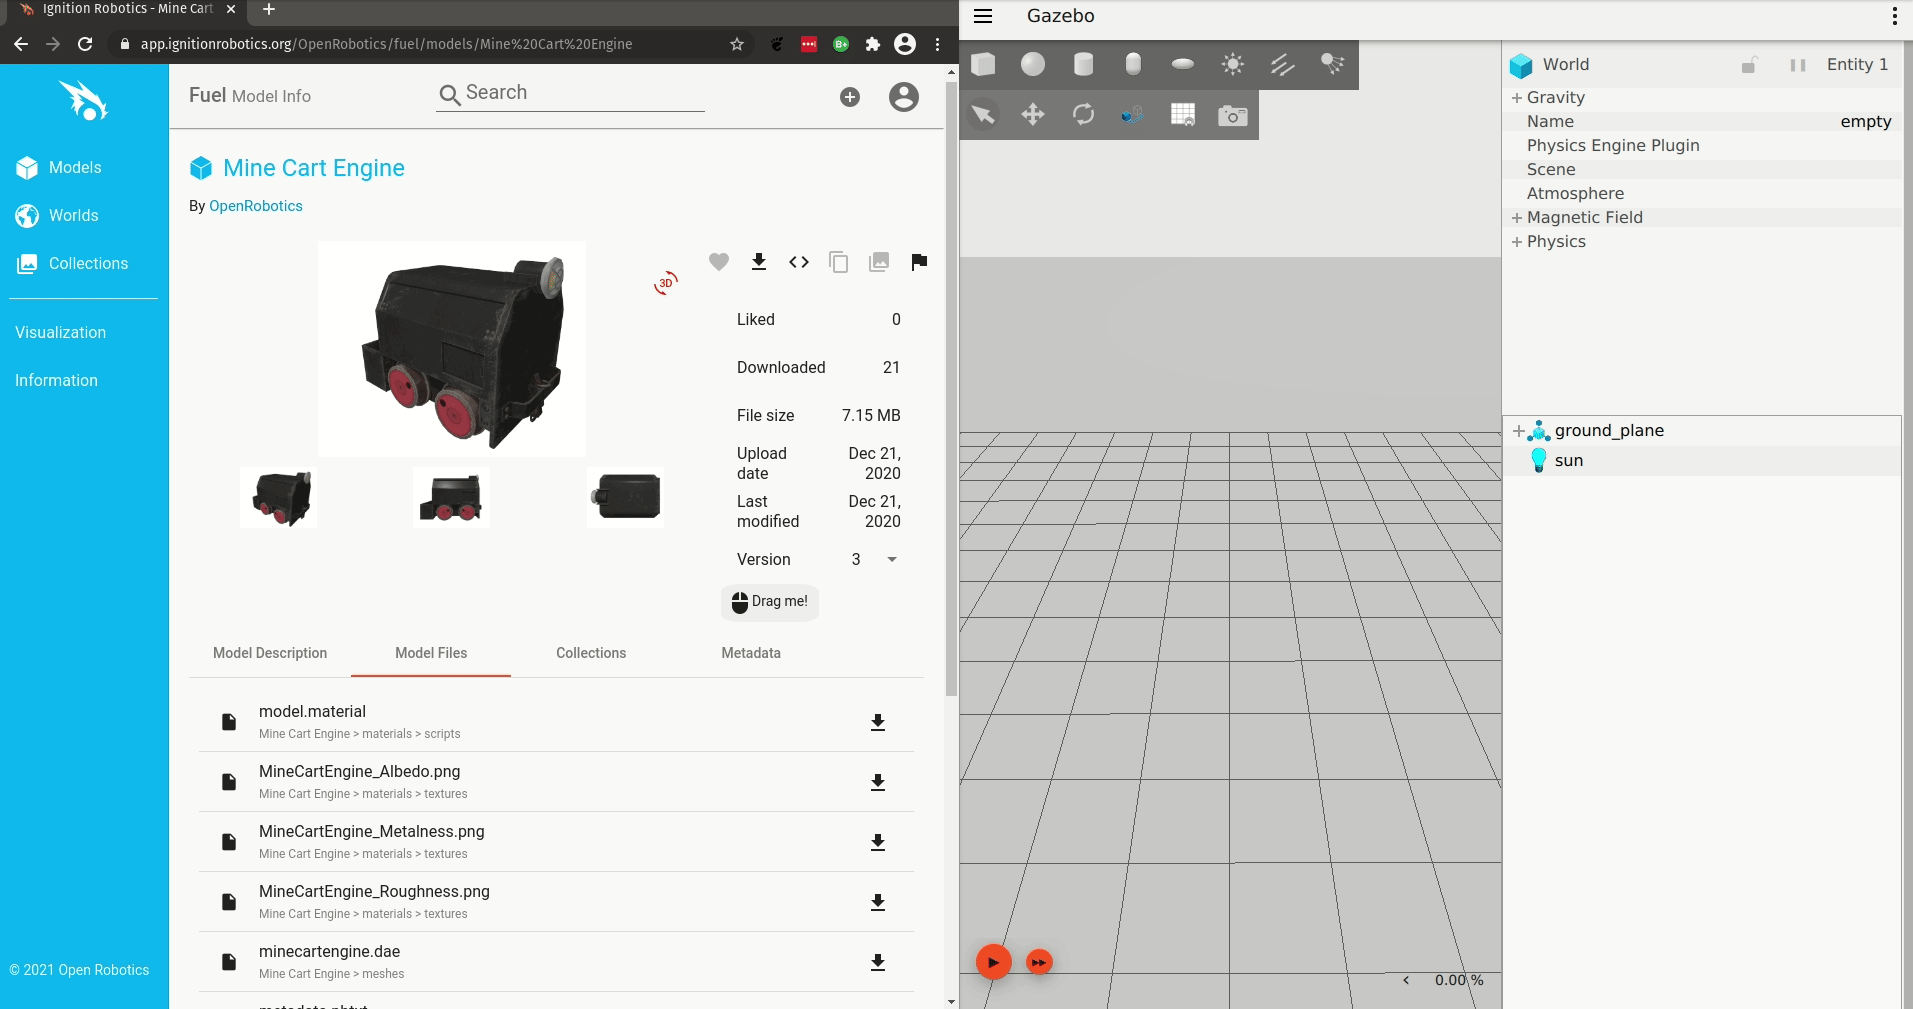 Ignition Robotics - Mine Cart
app.ignitionrobotics.org/OpenRobotics/fuel/models/Mine%20Cart%20Engine
B+
Models
Worlds
Collections
Visualization
Information
© 2021 Open Robotics
Fuel Model Info
Search
Mine Cart Engine
By OpenRobotics
3D
Liked 0
Downloaded 21
File size 7.15 MB
Upload date Dec 21, 2020
Last modified Dec 21, 2020
Version 3
Drag me!
Model Description Model Files Collections Metadata
model.material
Mine Cart Engine > materials > scripts
MineCartEngine_Albedo.png
Mine Cart Engine > materials > textures
MineCartEngine_Metalness.png
Mine Cart Engine > materials > textures
MineCartEngine_Roughness.png
Mine Cart Engine > materials > textures
minecartengine.dae
Mine Cart Engine > meshes
Gazebo
0.00 %
World Entity 1
Gravity
Name empty
Physics Engine Plugin
Scene
Atmosphere
Magnetic Field
Physics
ground_plane
sun